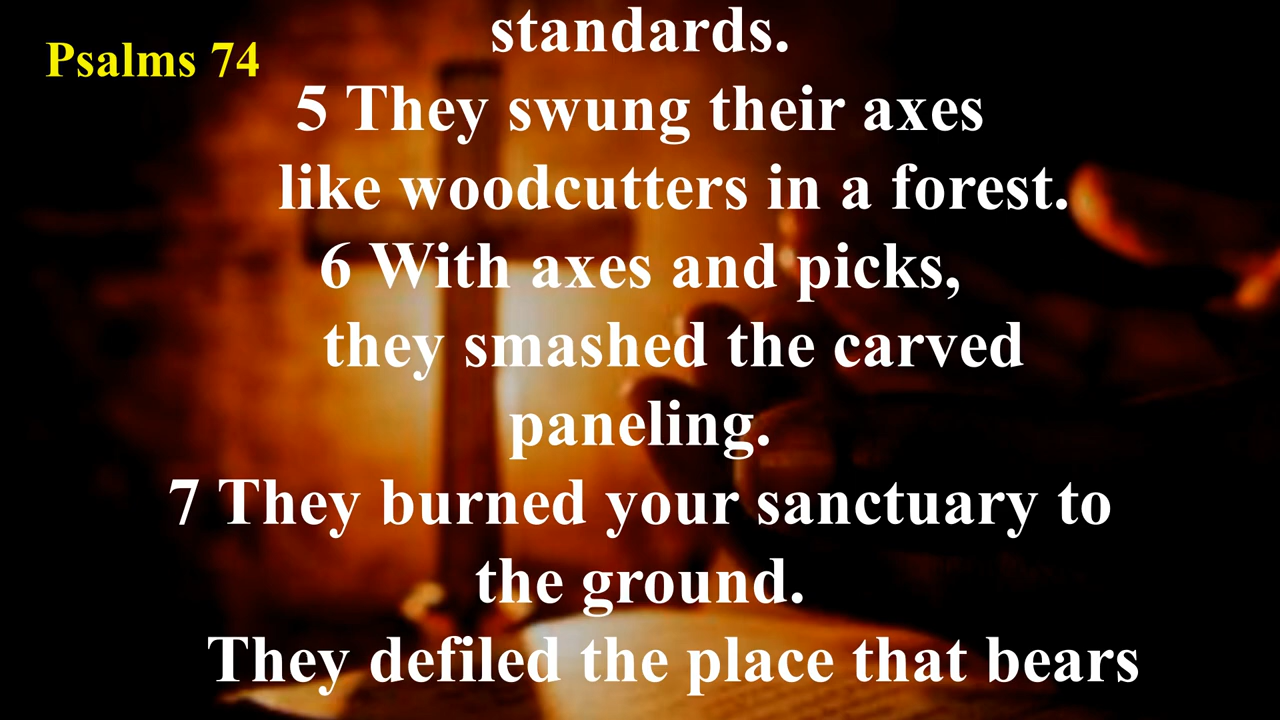 Psalms 74
standards.
5 They swung their axes
like woodcutters in a forest.
6 With axes and picks,
they smashed the carved
paneling.
7 They burned your sanctuary to
the ground.
They defiled the place that bears